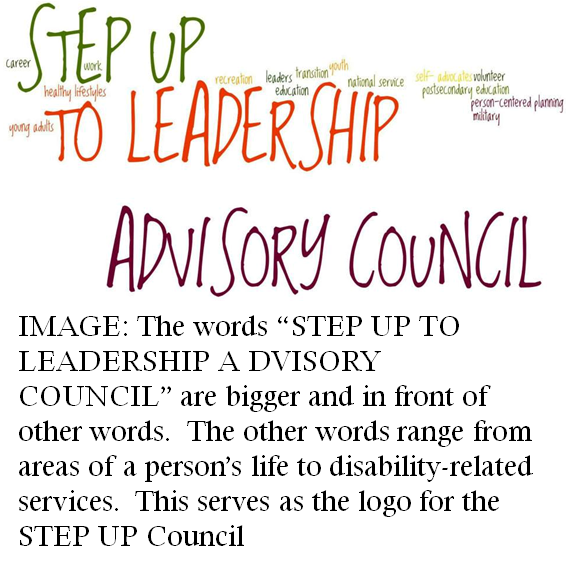 STEP UP
career
work
healthy lifestyles
young adults
TO LEADERSHIP
recreation
leaders
transition
youth
education
national service
self-advocates
volunteer
postsecondary education
person-centered planning
military
ADVISORY COUNCIL
IMAGE: The words “STEP UP TO
LEADERSHIP A DVISORY
COUNCIL” are bigger and in front of
other words.  The other words range from
areas of a person’s life to disability-related
services.  This serves as the logo for the
STEP UP Council